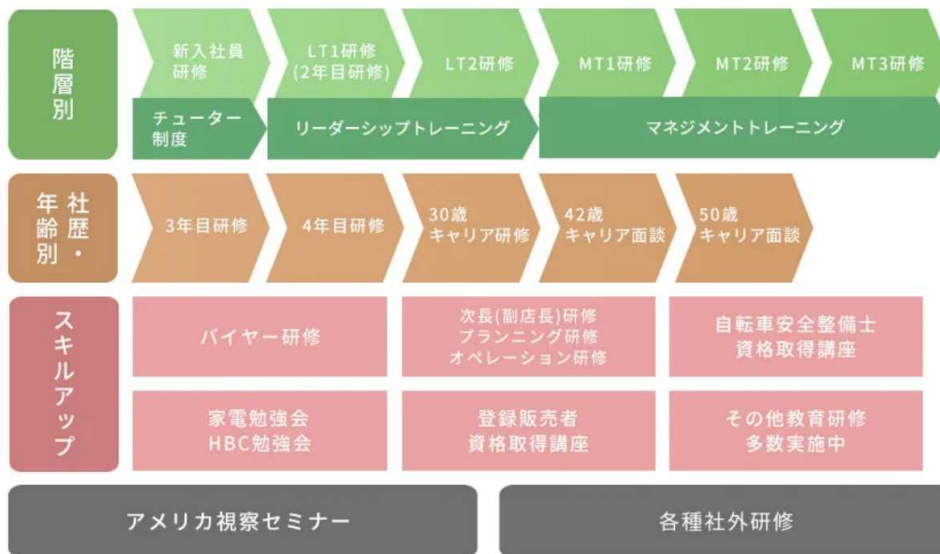 階層別
新入社員
研修
LT1研修
(2年目研修)
LT2研修
MT1研修
MT2研修
MT3研修
チューター
制度
リーダーシップトレーニング
マネジメントトレーニング
社歴・
年齢別
3年目研修
4年目研修
30歳
キャリア研修
42歳
キャリア面談
50歳
キャリア面談
スキルアップ
バイヤー研修
次長(副店長)研修
プランニング研修
オペレーション研修
自転車安全整備士
資格取得講座
家電勉強会
HBC勉強会
登録販売者
資格取得講座
その他教育研修
多数実施中
アメリカ視察セミナー
各種社外研修